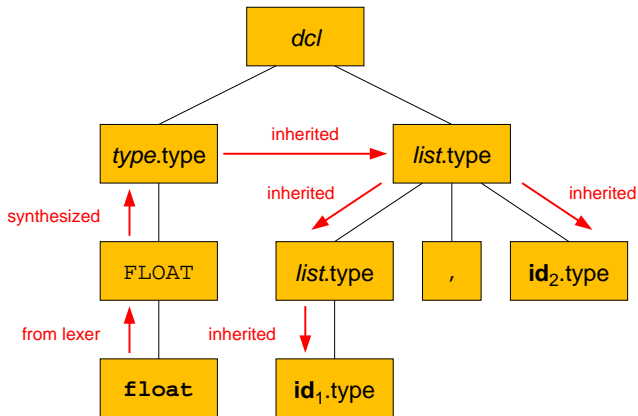 dcl
type.type
inherited
list.type
inherited
inherited
synthesized
FLOAT
list.type
,
id2.type
from lexer
inherited
float
id1.type